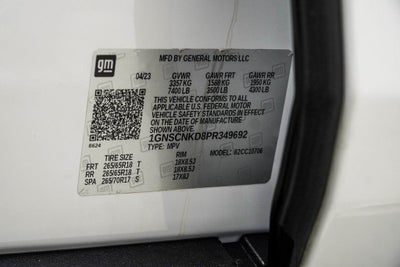 gm
MFD BY GENERAL MOTORS LLC
04/23 GVWR GAWR FRT GAWR RR
3357 KG 1588 KG 1950 KG
7400 LB 3500 LB 4300 LB
THIS VEHICLE CONFORMS TO ALL
APPLICABLE U.S. FEDERAL MOTOR
VEHICLE SAFETY STANDARDS IN EFFECT
ON THE DATE OF MANUFACTURE SHOWN ABOVE.
1GNSCNKD8PR349692
TYPE: MPV
TIRE SIZE RIM
FRT 265/65R18 T 18X8.5J
RR 265/65R18 T 18X8.5J
SPA 265/70R17 S 17X8J
MODEL: